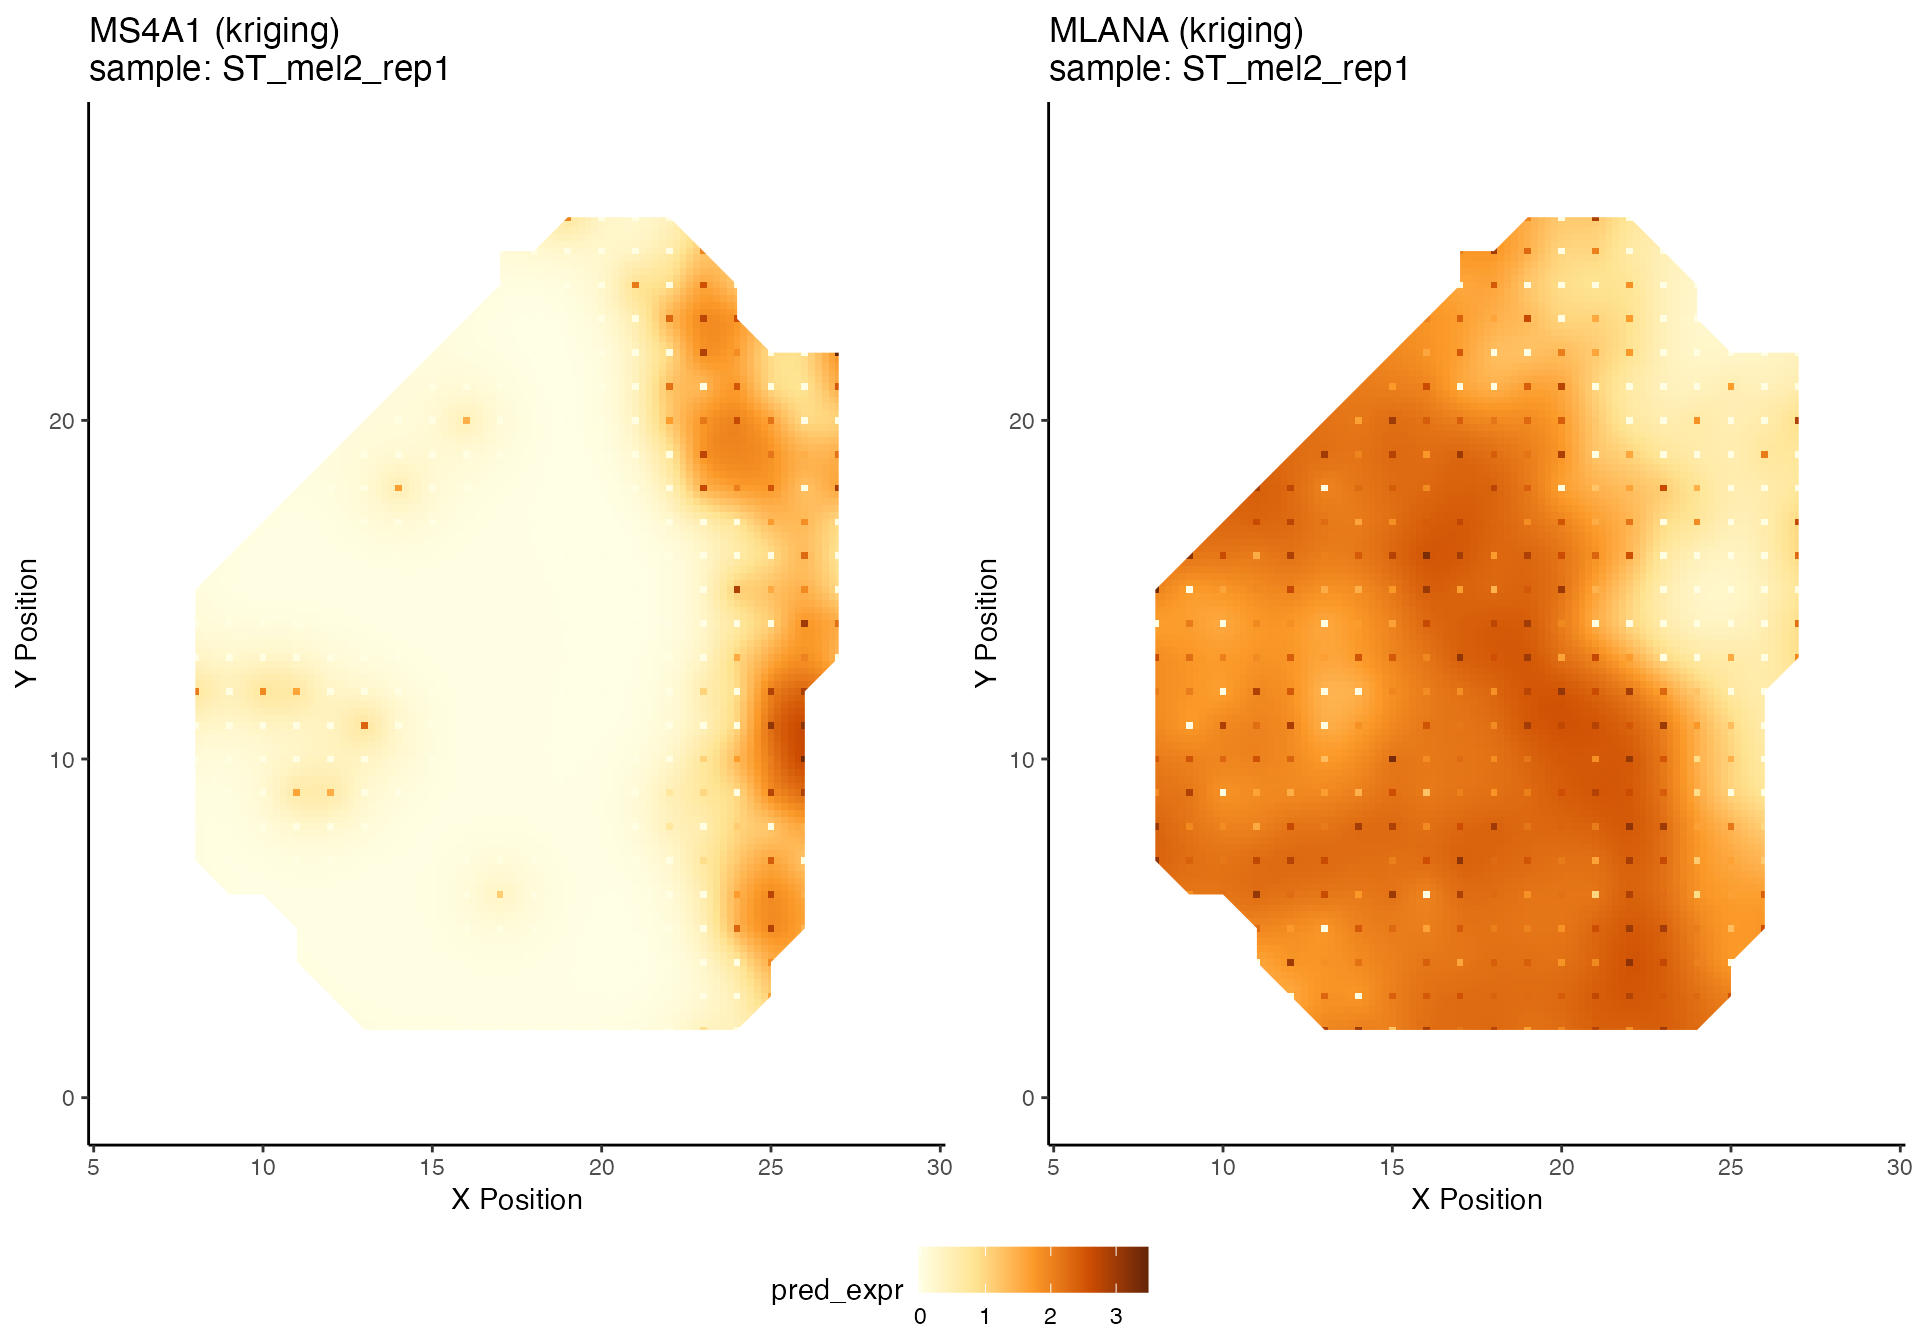 MS4A1 (kriging)
sample: ST_mel2_rep1
MLANA (kriging)
sample: ST_mel2_rep1
Y Position
20
10
0
5 10 15 20 25 30
X Position
Y Position
20
10
0
5 10 15 20 25 30
X Position
pred_expr
0 1 2 3